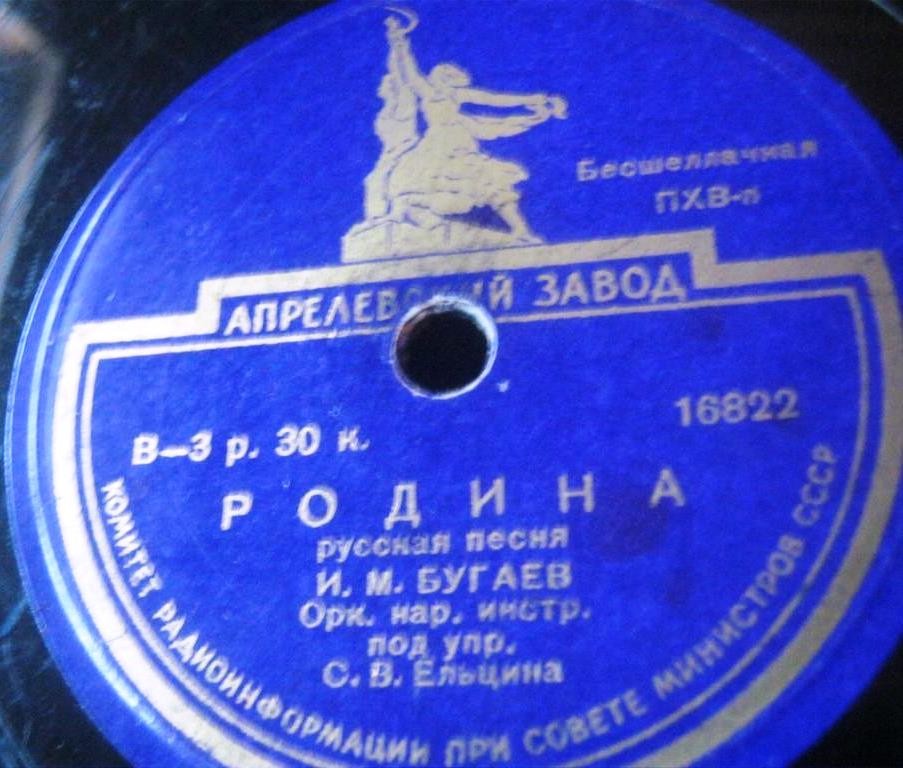 Бесшеллачная
ПХВ-п
АПРЕЛЕВСКИЙ ЗАВОД
16822
В–3 р. 30 к.
РОДИНА
русская песня
И. М. БУГАЕВ
Орк. нар. инстр.
под упр.
С. В. Ельцина
КОМИТЕТ РАДИОИНФОРМАЦИИ ПРИ СОВЕТЕ МИНИСТРОВ СССР